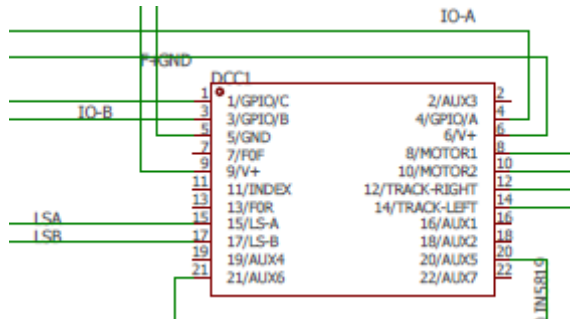 IO-A
F+GND
DCC1
1 1/GPIO/C 2/AUX3 2
IO-B 3 3/GPIO/B 4/GPIO/A 4
5 5/GND 6/V+ 6
7 7/F0F 8/MOTOR1 8
9 9/V+ 10/MOTOR2 10
11 11/INDEX 12/TRACK-RIGHT 12
13 13/F0R 14/TRACK-LEFT 14
LSA 15 15/LS-A 16/AUX1 16
LSB 17 17/LS-B 18/AUX2 18
19 19/AUX4 20/AUX5 20
21 21/AUX6 22/AUX7 22
1N5819